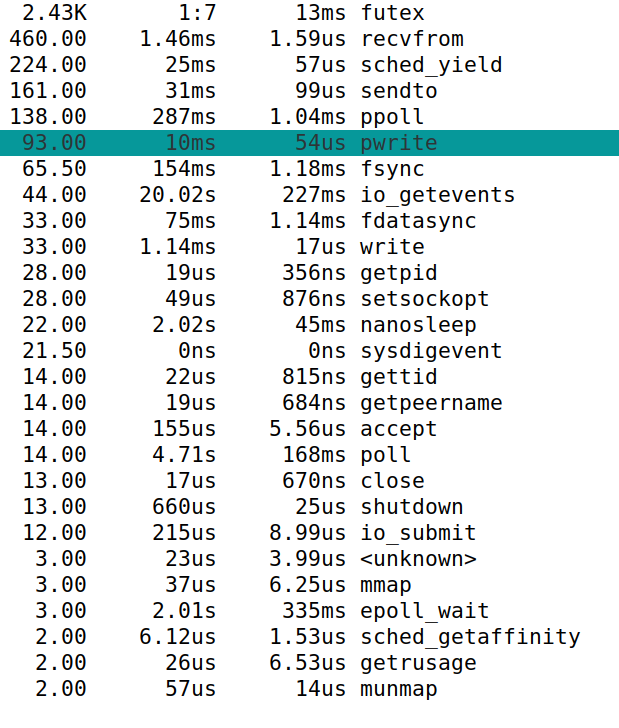 2.43K 1:7 13ms futex
460.00 1.46ms 1.59us recvfrom
224.00 25ms 57us sched_yield
161.00 31ms 99us sendto
138.00 287ms 1.04ms ppoll
93.00 10ms 54us pwrite
65.50 154ms 1.18ms fsync
44.00 20.02s 227ms io_getevents
33.00 75ms 1.14ms fdatasync
33.00 1.14ms 17us write
28.00 19us 356ns getpid
28.00 49us 876ns setsockopt
22.00 2.02s 45ms nanosleep
21.50 0ns 0ns sysdigevent
14.00 22us 815ns gettid
14.00 19us 684ns getpeername
14.00 155us 5.56us accept
14.00 4.71s 168ms poll
13.00 17us 670ns close
13.00 660us 25us shutdown
12.00 215us 8.99us io_submit
3.00 23us 3.99us <unknown>
3.00 37us 6.25us mmap
3.00 2.01s 335ms epoll_wait
2.00 6.12us 1.53us sched_getaffinity
2.00 26us 6.53us getrusage
2.00 57us 14us munmap